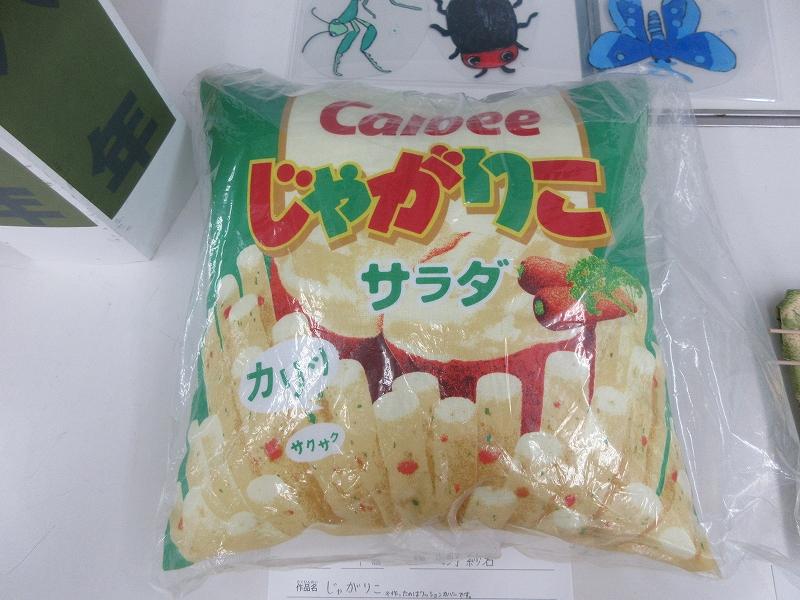 Calbee
じゃがりこ
サラダ
カリッ
サクサク
年
作品名 じゃがりこ